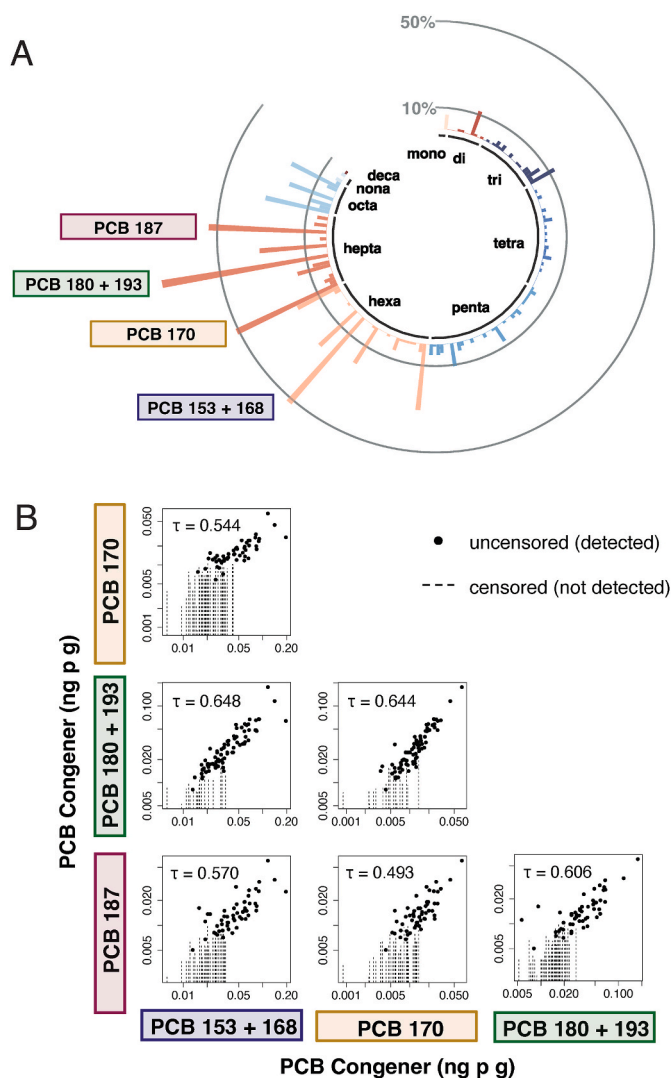 A
50%
10%
mono
di
tri
tetra
penta
hexa
hepta
octa
nona
deca
PCB 187
PCB 180 + 193
PCB 170
PCB 153 + 168
B
τ = 0.544
0.050
0.005
0.001
0.01 0.05 0.20
PCB 170
uncensored (detected)
censored (not detected)
τ = 0.648
0.100
0.020
0.005
0.01 0.05 0.20
τ = 0.644
0.001 0.005 0.050
PCB 180 + 193
PCB Congener (ng p g)
τ = 0.570
0.020
0.005
0.01 0.05 0.20
τ = 0.493
0.020
0.005
0.001 0.005 0.050
τ = 0.606
0.020
0.005
0.005 0.020 0.100
PCB 187
PCB 153 + 168
PCB 170
PCB 180 + 193
PCB Congener (ng p g)